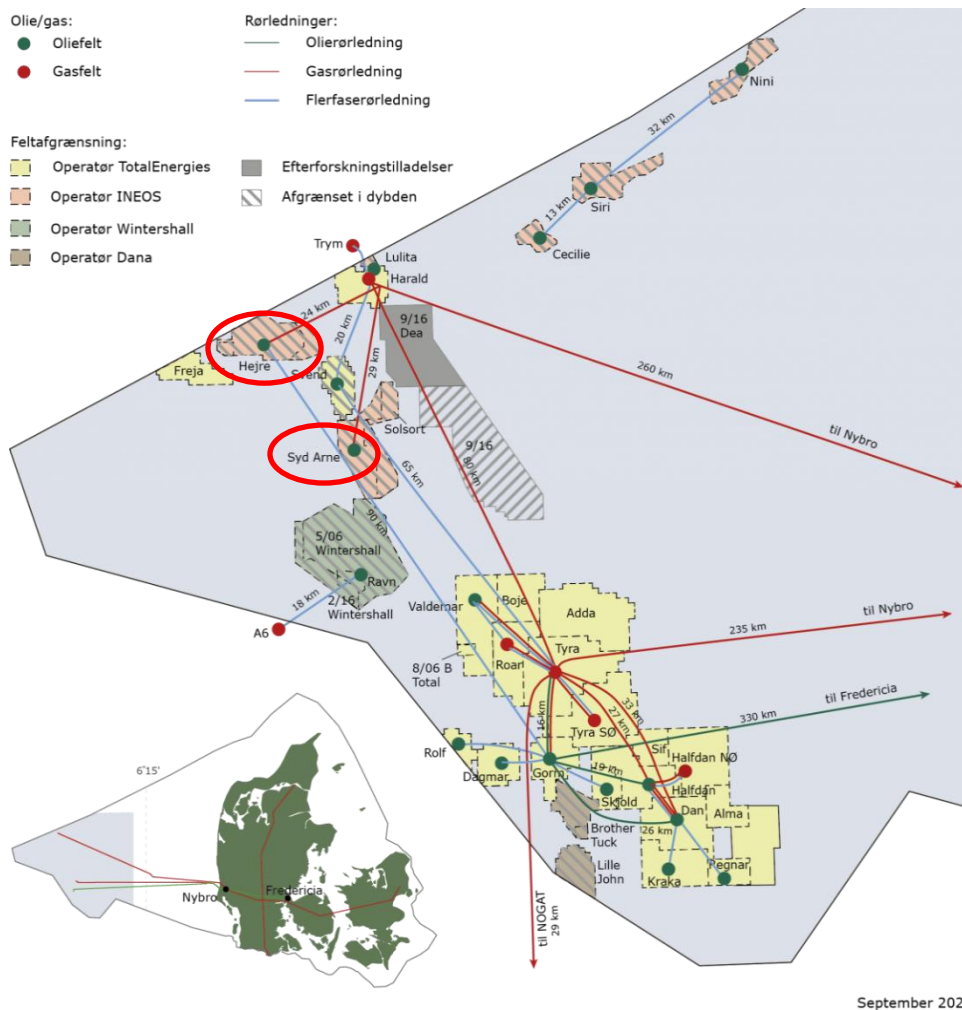 Olie/gas:
Oliefelt
Gasfelt
Rørledninger:
Olierørledning
Gasrørledning
Flerfaserørledning
Feltafgrænsning:
Operatør TotalEnergies
Operatør INEOS
Operatør Wintershall
Operatør Dana
Efterforskningstilladelser
Afgrænset i dybden
Nini
32 km
Siri
13 km
Cecilie
Trym
Lulita
Harald
24 km
20 km
29 km
9/16
Dea
Hejre
Freja
Svend
Solsort
260 km
til Nybro
Syd Arne
9/16
65 km
80 km
90 km
5/06
Wintershall
Ravn
2/16
Wintershall
18 km
A6
Valdemar
Boje
Adda
til Nybro
235 km
Roar
Tyra
8/06 B
Total
til Fredericia
330 km
33 km
27 km
16 km
Tyra SØ
Rolf
Dagmar
Gorm
Sif
Halfdan NØ
19 km
Halfdan
Skjold
Dan
Alma
Brother
Tuck
26 km
Lille
John
Kraka
Regnar
til NOGAT
29 km
6°15'
Nybro
Fredericia
September 202